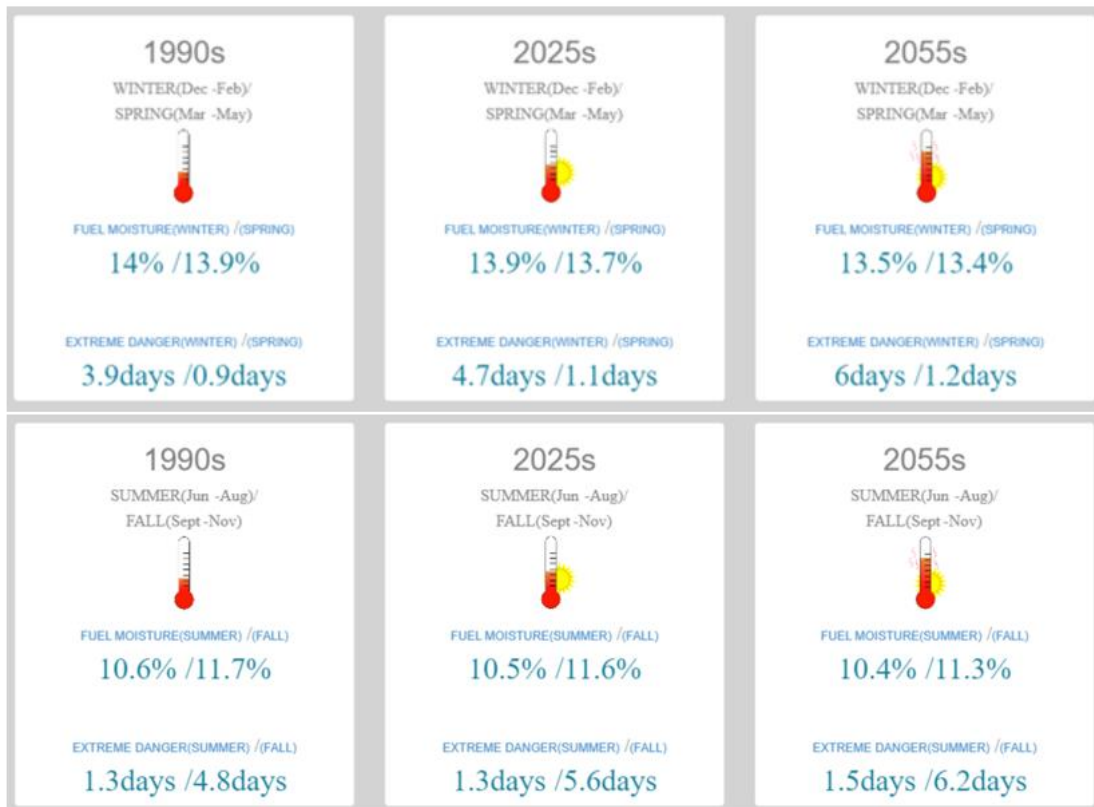 1990s
WINTER(Dec -Feb)/
SPRING(Mar -May)
FUEL MOISTURE(WINTER) /(SPRING)
14% /13.9%
EXTREME DANGER(WINTER) /(SPRING)
3.9days /0.9days
2025s
WINTER(Dec -Feb)/
SPRING(Mar -May)
FUEL MOISTURE(WINTER) /(SPRING)
13.9% /13.7%
EXTREME DANGER(WINTER) /(SPRING)
4.7days /1.1days
2055s
WINTER(Dec -Feb)/
SPRING(Mar -May)
FUEL MOISTURE(WINTER) /(SPRING)
13.5% /13.4%
EXTREME DANGER(WINTER) /(SPRING)
6days /1.2days
1990s
SUMMER(Jun -Aug)/
FALL(Sept -Nov)
FUEL MOISTURE(SUMMER) /(FALL)
10.6% /11.7%
EXTREME DANGER(SUMMER) /(FALL)
1.3days /4.8days
2025s
SUMMER(Jun -Aug)/
FALL(Sept -Nov)
FUEL MOISTURE(SUMMER) /(FALL)
10.5% /11.6%
EXTREME DANGER(SUMMER) /(FALL)
1.3days /5.6days
2055s
SUMMER(Jun -Aug)/
FALL(Sept -Nov)
FUEL MOISTURE(SUMMER) /(FALL)
10.4% /11.3%
EXTREME DANGER(SUMMER) /(FALL)
1.5days /6.2days